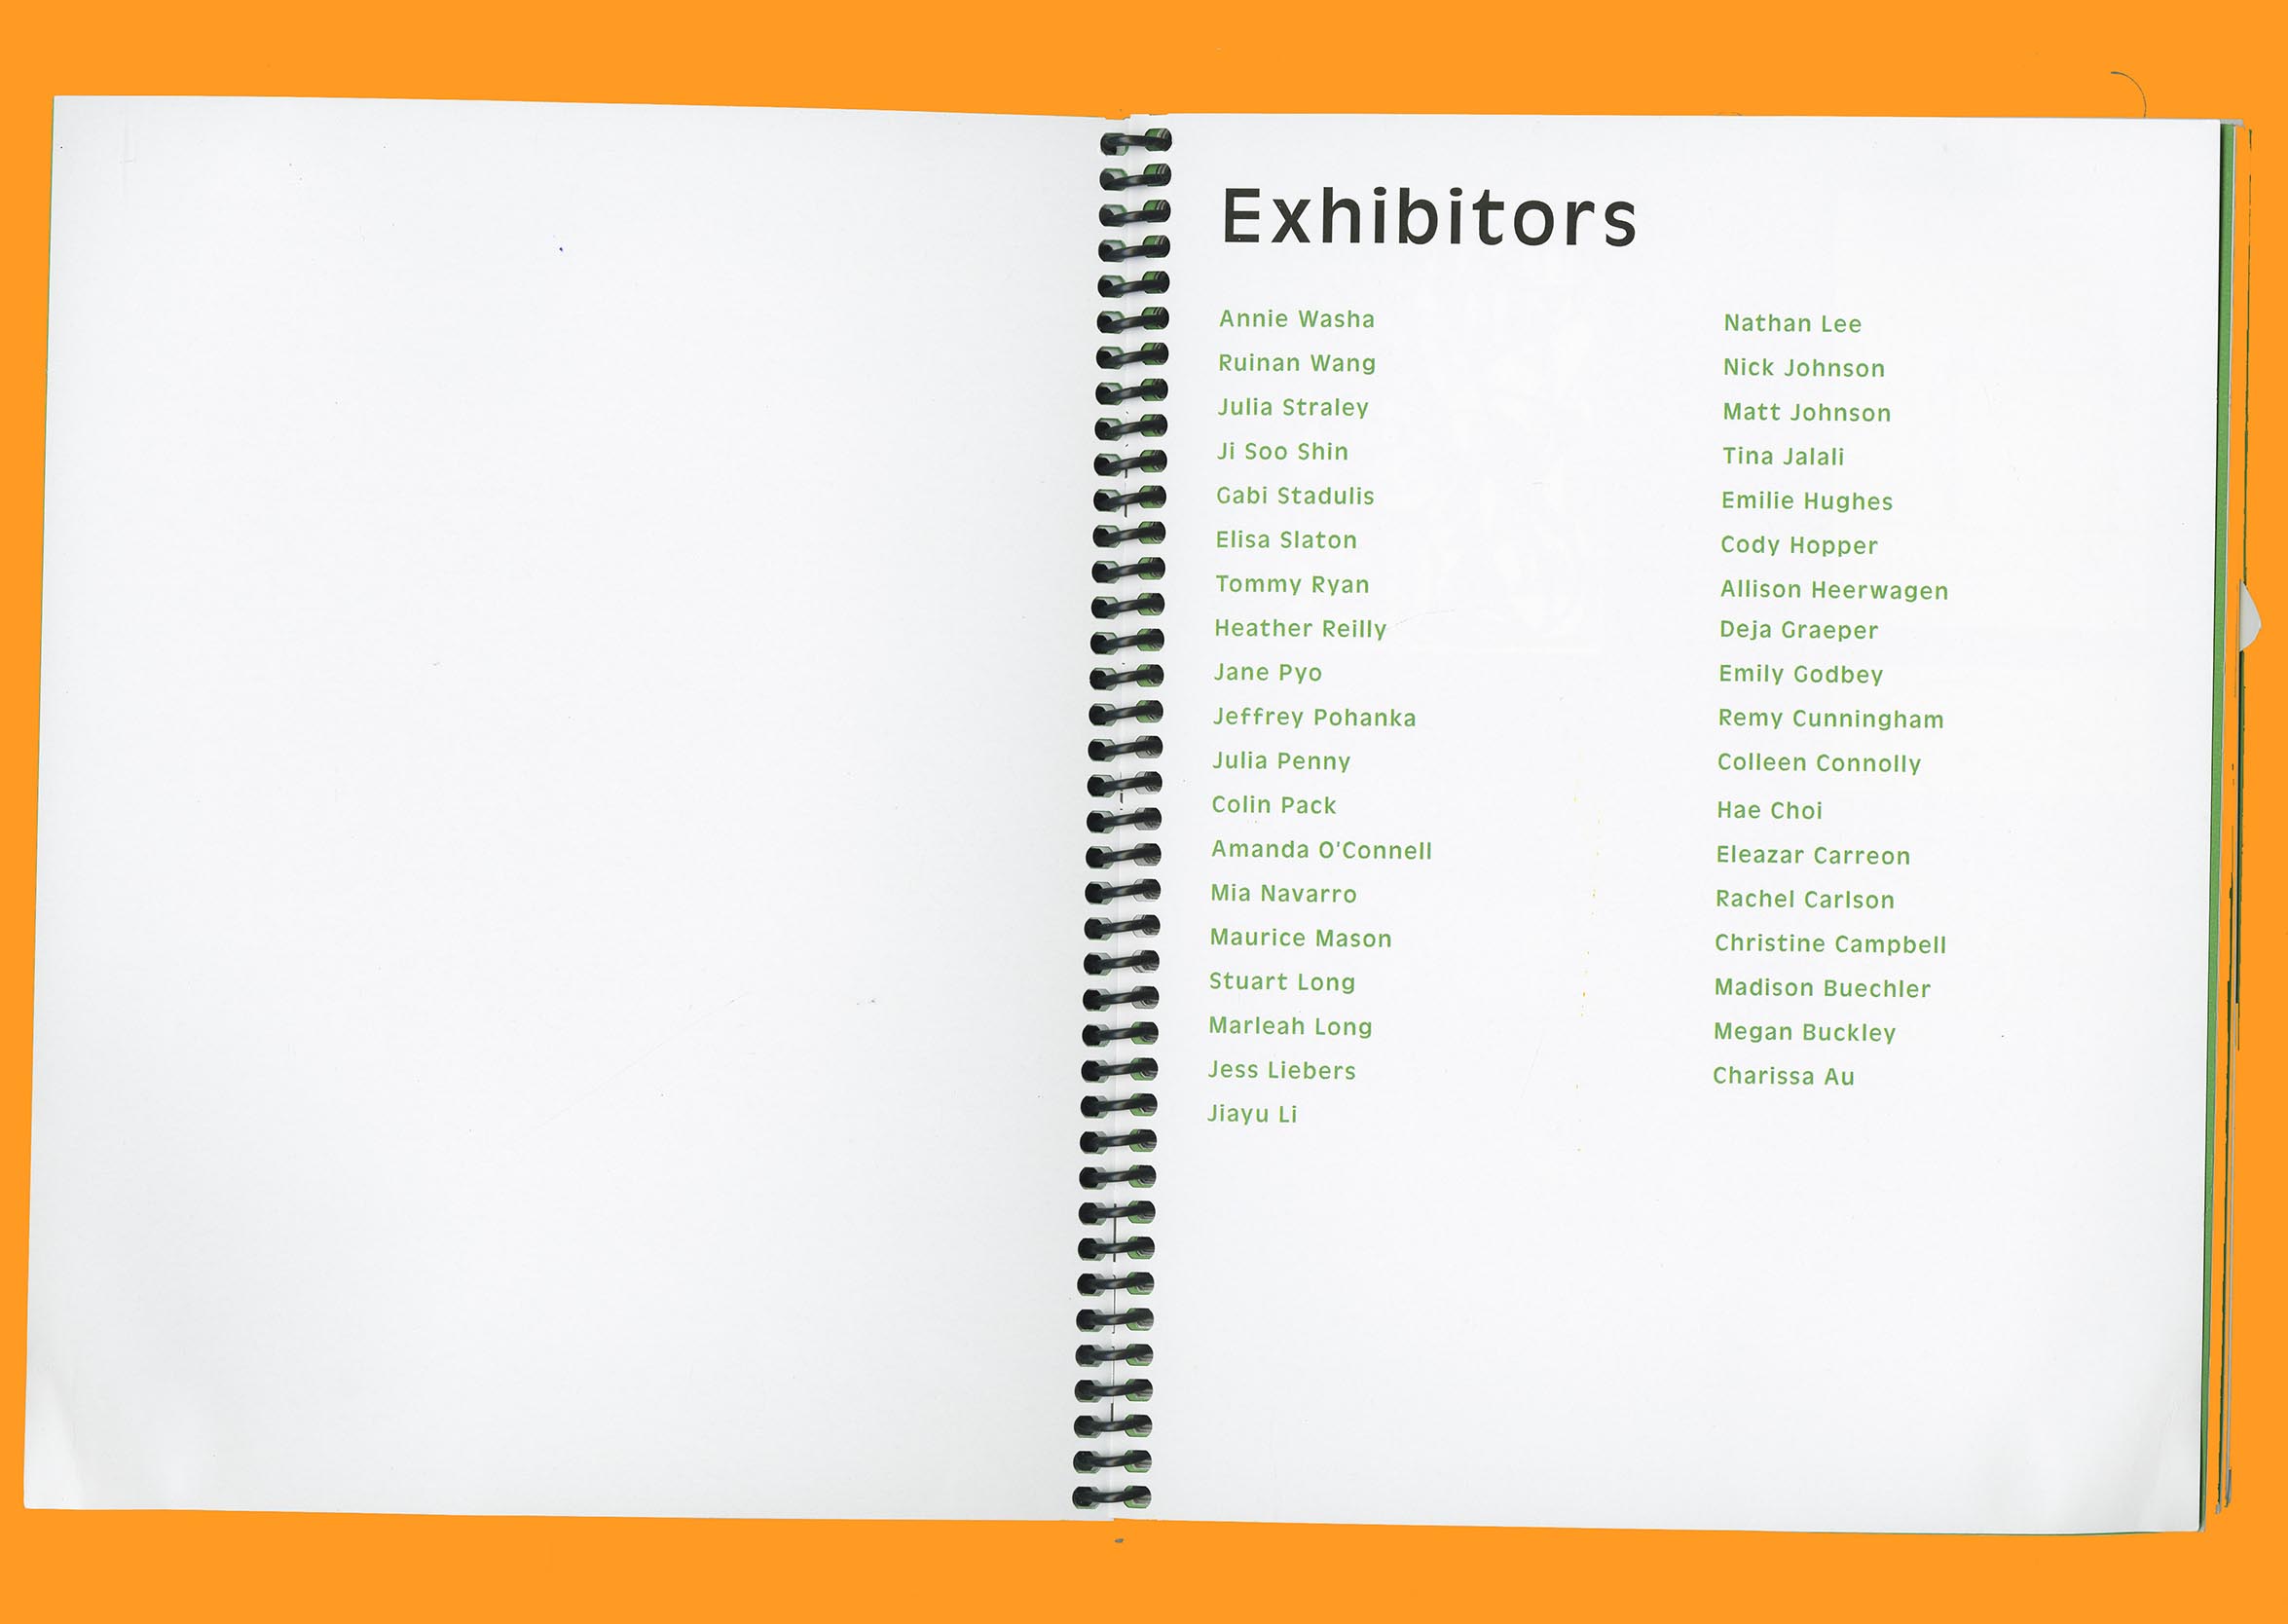 Exhibitors
Annie Washa
Ruinan Wang
Julia Straley
Ji Soo Shin
Gabi Stadulis
Elisa Slaton
Tommy Ryan
Heather Reilly
Jane Pyo
Jeffrey Pohanka
Julia Penny
Colin Pack
Amanda O'Connell
Mia Navarro
Maurice Mason
Stuart Long
Marleah Long
Jess Liebers
Jiayu Li
Nathan Lee
Nick Johnson
Matt Johnson
Tina Jalali
Emilie Hughes
Cody Hopper
Allison Heerwagen
Deja Graeper
Emily Godbey
Remy Cunningham
Colleen Connolly
Hae Choi
Eleazar Carreon
Rachel Carlson
Christine Campbell
Madison Buechler
Megan Buckley
Charissa Au